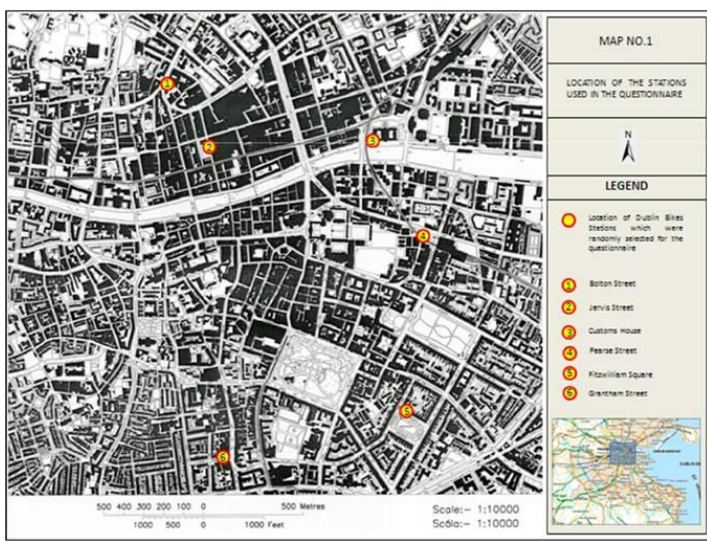 MAP NO.1
LOCATION OF THE STATIONS
USED IN THE QUESTIONNAIRE
N
LEGEND
Location of Dublin Bikes
Stations which were
randomly selected for the
questionnaire
1 Bolton Street
2 Jervis Street
3 Customs House
4 Pearse Street
5 Fitzwilliam Square
6 Grantham Street
1
2
3
4
5
6
500 400 300 200 100 0 500 Metres
1000 500 0 1000 Feet
Scale:- 1:10000
Scála:- 1:10000